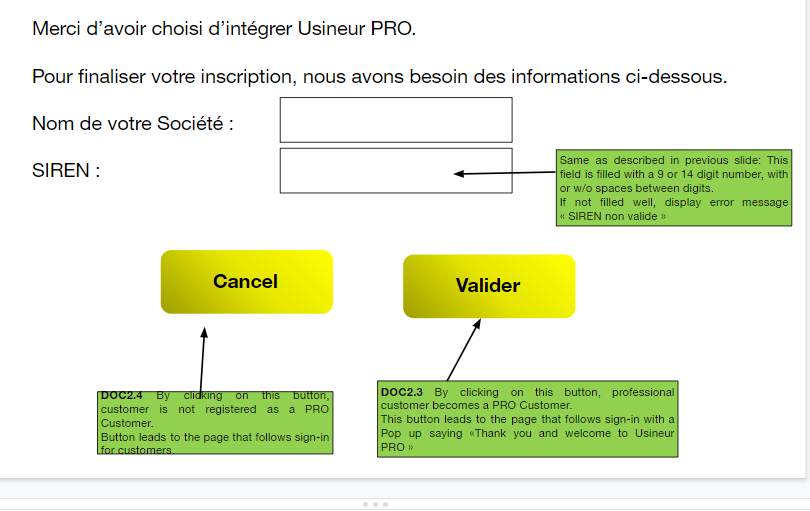 Merci d’avoir choisi d’intégrer Usineur PRO.
Pour finaliser votre inscription, nous avons besoin des informations ci-dessous.
Nom de votre Société :
SIREN :
Same as described in previous slide: This
field is filled with a 9 or 14 digit number, with
or w/o spaces between digits.
If not filled well, display error message
« SIREN non valide »
Cancel
Valider
DOC2.4 By clicking on this button,
customer is not registered as a PRO
Customer.
Button leads to the page that follows sign-in
for customers.
DOC2.3 By clicking on this button, professional
customer becomes a PRO Customer.
This button leads to the page that follows sign-in with a
Pop up saying «Thank you and welcome to Usineur
PRO »